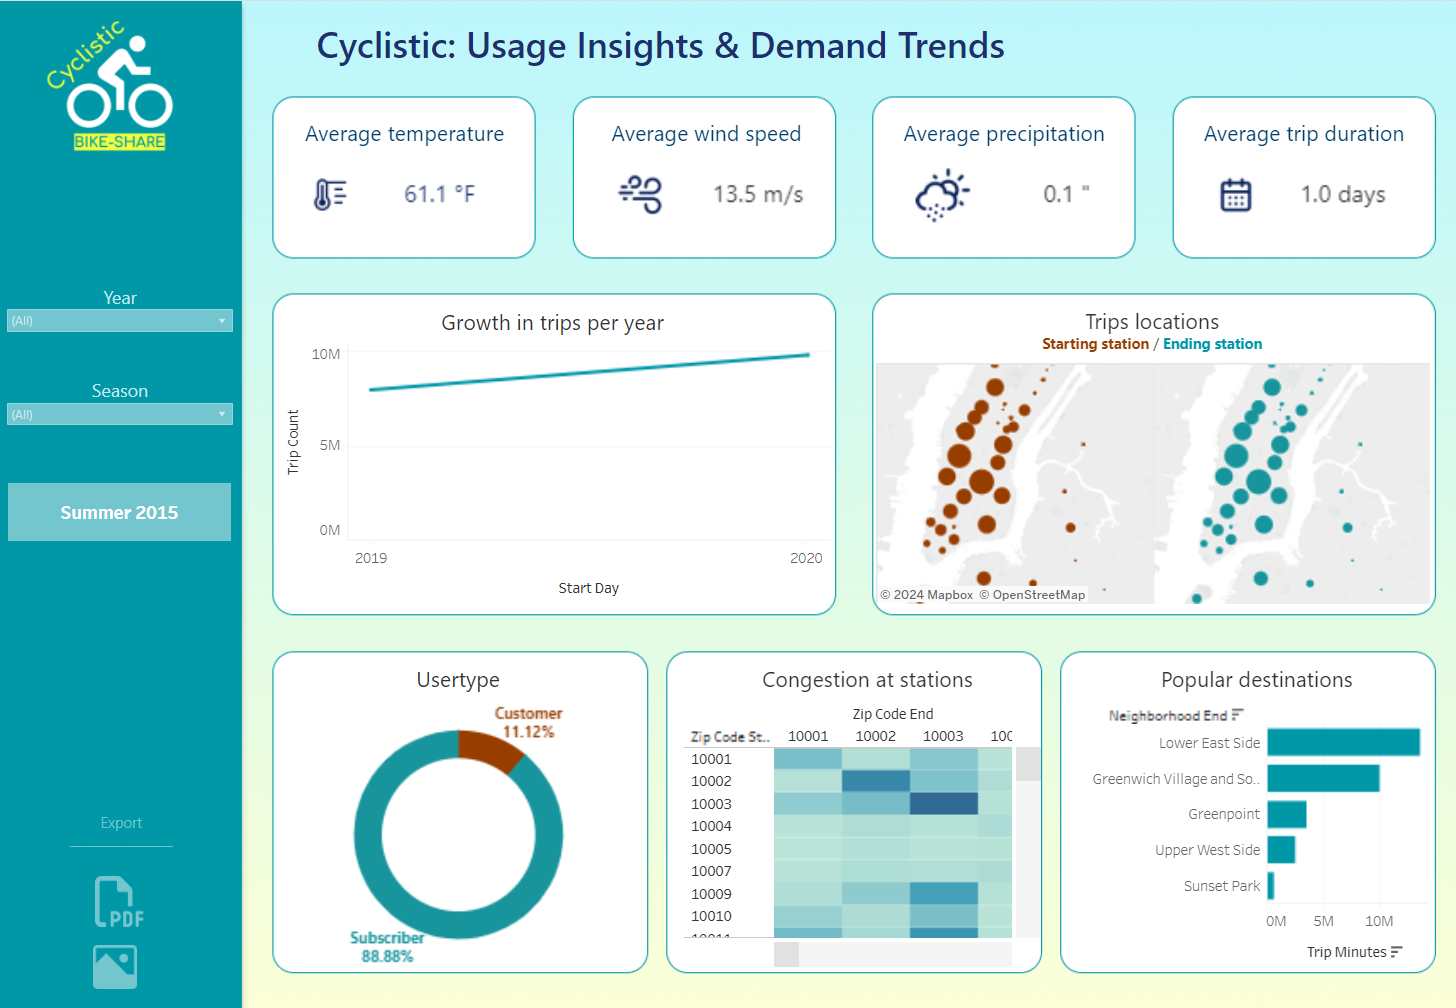 Cyclistic
BIKE-SHARE
Year
(All)
Season
(All)
Summer 2015
Export
PDF
Cyclistic: Usage Insights & Demand Trends
Average temperature
61.1 °F
Average wind speed
13.5 m/s
Average precipitation
0.1 "
Average trip duration
1.0 days
Growth in trips per year
Trip Count
10M
5M
0M
2019
2020
Start Day
Trips locations
Starting station / Ending station
© 2024 Mapbox © OpenStreetMap
Usertype
Customer
11.12%
Subscriber
88.88%
Congestion at stations
Zip Code End
Zip Code St.. 10001 10002 10003 100
10001
10002
10003
10004
10005
10007
10009
10010
10011
Popular destinations
Neighborhood End
Lower East Side
Greenwich Village and So..
Greenpoint
Upper West Side
Sunset Park
0M 5M 10M
Trip Minutes